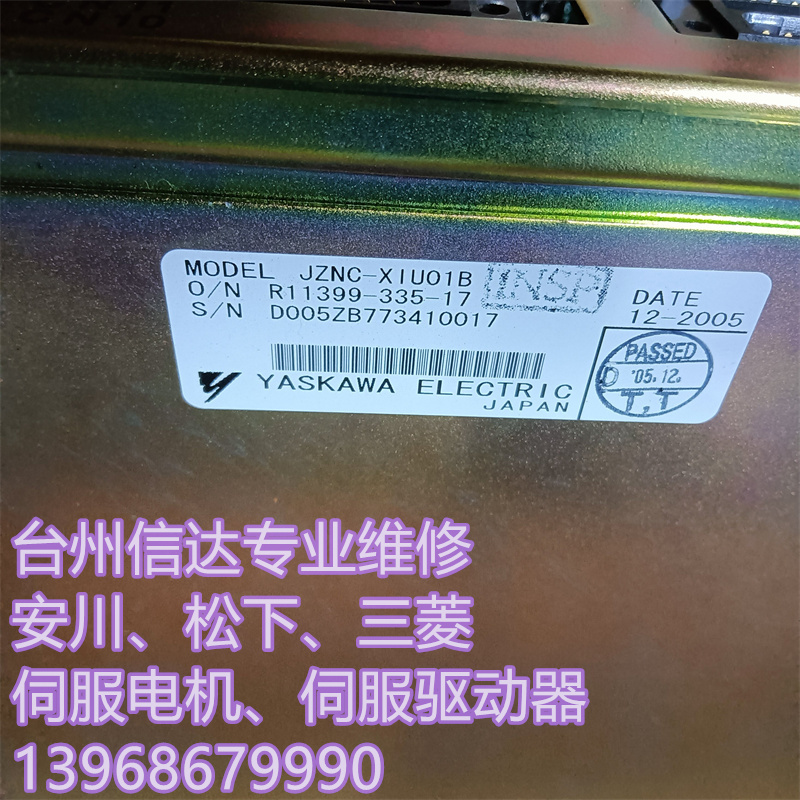 CN10
MODEL JZNC-XIU01B
INSP
O/N R11399-335-17
S/N D005ZB773410017
DATE
12-2005
YASKAWA ELECTRIC
JAPAN
PASSED
D '05.12.
T.T
台州信达专业维修
安川、松下、三菱
伺服电机、伺服驱动器
13968679990